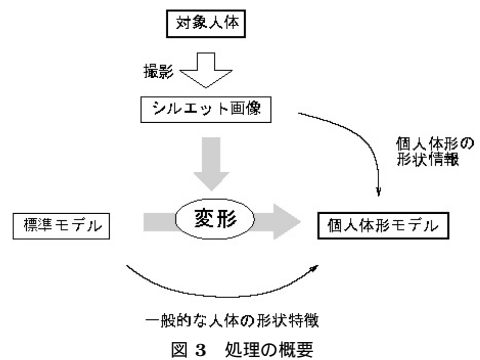 対象人体
撮影
シルエット画像
個人体形の
形状情報
標準モデル
変形
個人体形モデル
一般的な人体の形状特徴
図 3 処理の概要